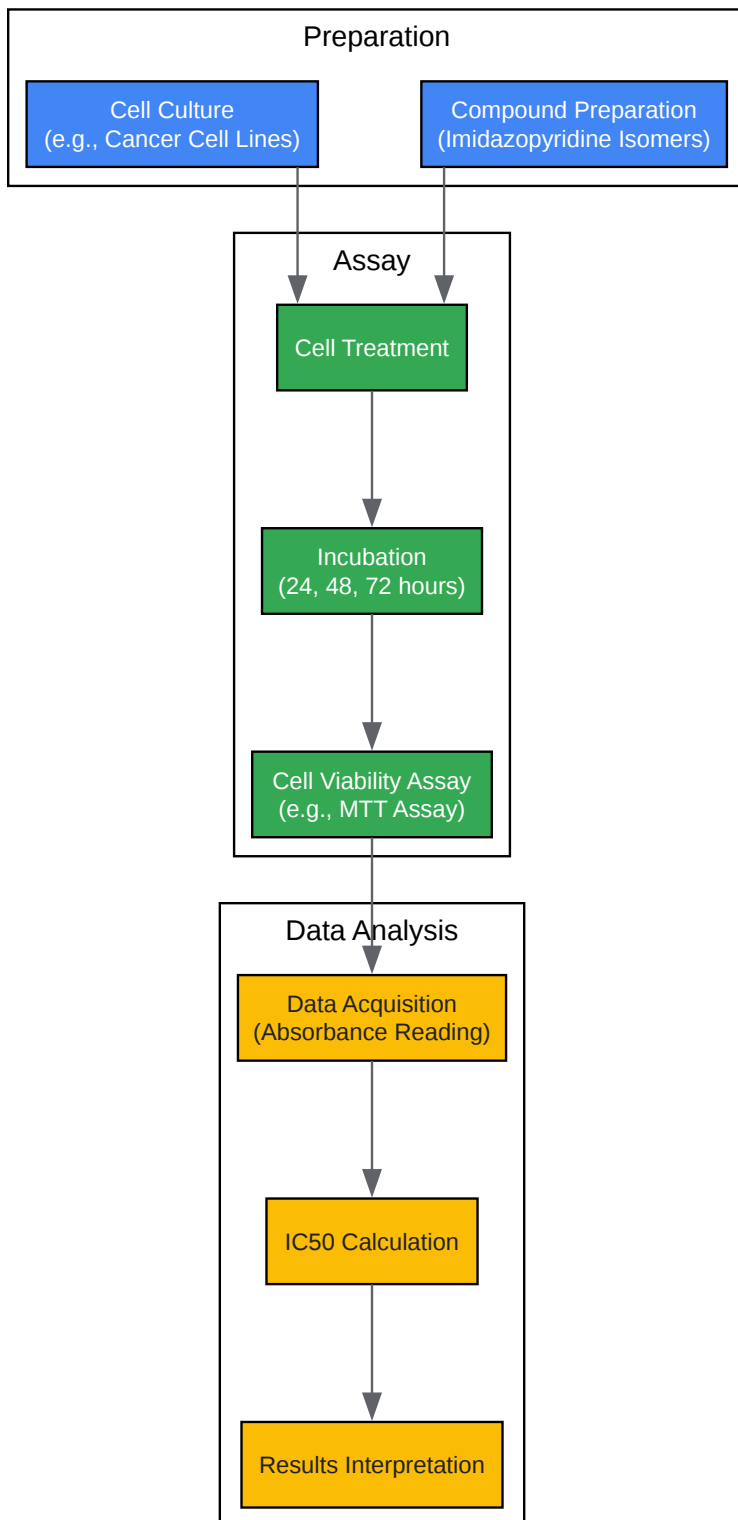 Preparation
Cell Culture
(e.g., Cancer Cell Lines)
Compound Preparation
(Imidazopyridine Isomers)
Assay
Cell Treatment
Incubation
(24, 48, 72 hours)
Cell Viability Assay
(e.g., MTT Assay)
Data Analysis
Data Acquisition
(Absorbance Reading)
IC50 Calculation
Results Interpretation